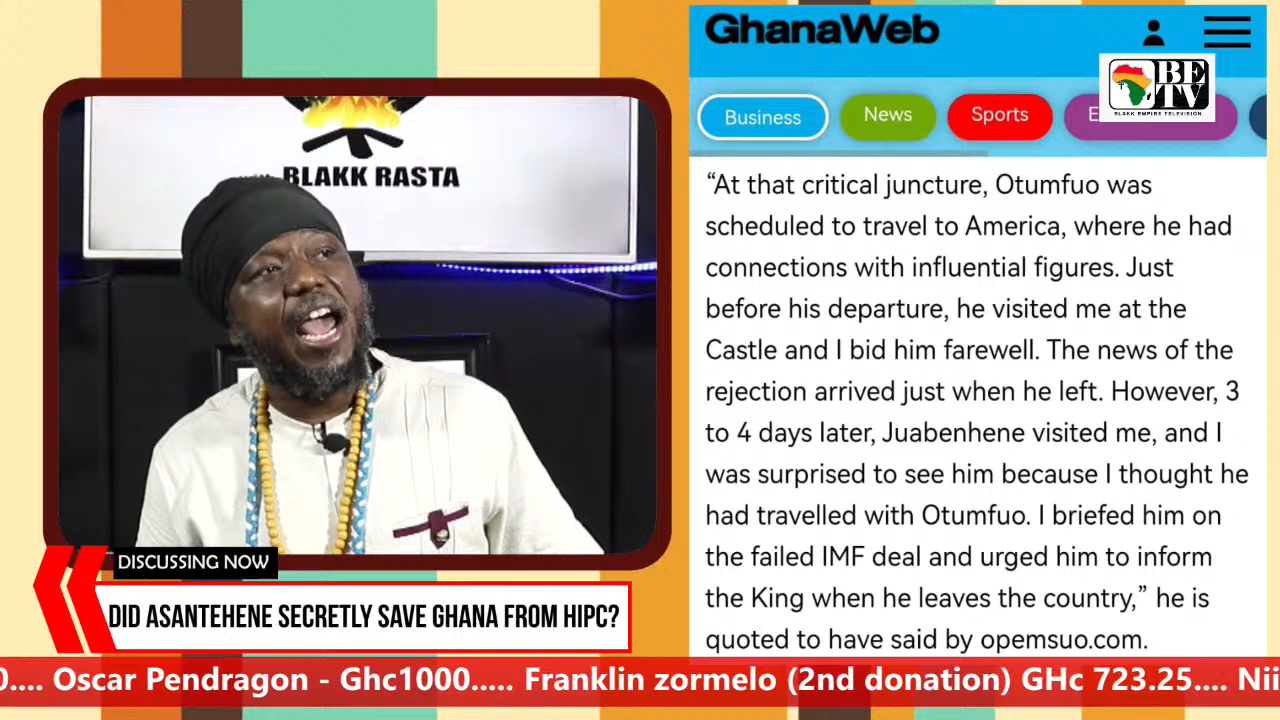 BLAKK RASTA
DISCUSSING NOW
DID ASANTEHENE SECRETLY SAVE GHANA FROM HIPC?
GhanaWeb
BE
TV
BLAKK EMPIRE TELEVISION
Business
News
Sports
E
“At that critical juncture, Otumfuo was
scheduled to travel to America, where he had
connections with influential figures. Just
before his departure, he visited me at the
Castle and I bid him farewell. The news of the
rejection arrived just when he left. However, 3
to 4 days later, Juabenhene visited me, and I
was surprised to see him because I thought he
had travelled with Otumfuo. I briefed him on
the failed IMF deal and urged him to inform
the King when he leaves the country,” he is
quoted to have said by opemsuo.com.
0.... Oscar Pendragon - Ghc1000..... Franklin zormelo (2nd donation) GHc 723.25.... Nii